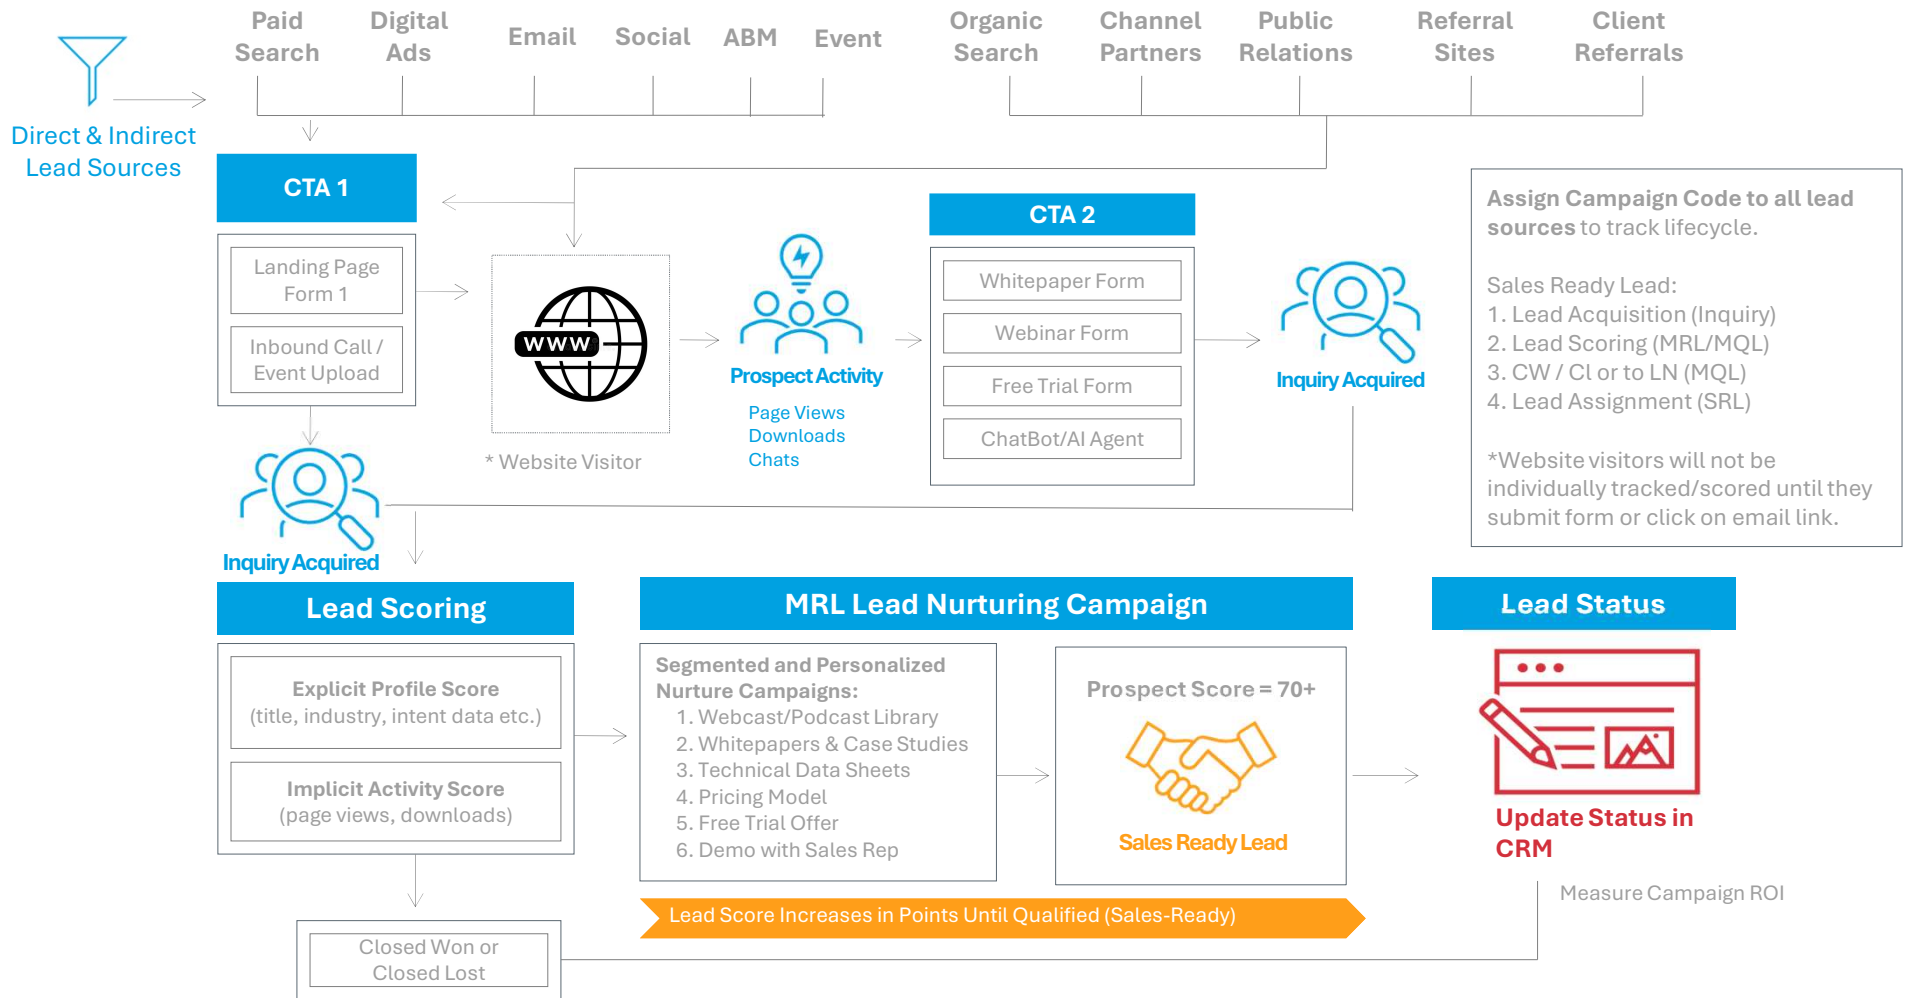 Paid
Search
Digital
Ads
Email
Social
ABM
Event
Organic
Search
Channel
Partners
Public
Relations
Referral
Sites
Client
Referrals
Direct & Indirect
Lead Sources
CTA 1
Landing Page
Form 1
Inbound Call /
Event Upload
Inquiry Acquired
www
* Website Visitor
Prospect Activity
Page Views
Downloads
Chats
CTA 2
Whitepaper Form
Webinar Form
Free Trial Form
ChatBot/AI Agent
Inquiry Acquired
Assign Campaign Code to all lead
sources to track lifecycle.
Sales Ready Lead:
1. Lead Acquisition (Inquiry)
2. Lead Scoring (MRL/MQL)
3. CW / Cl or to LN (MQL)
4. Lead Assignment (SRL)
*Website visitors will not be
individually tracked/scored until they
submit form or click on email link.
Lead Scoring
Explicit Profile Score
(title, industry, intent data etc.)
Implicit Activity Score
(page views, downloads)
Closed Won or
Closed Lost
MRL Lead Nurturing Campaign
Segmented and Personalized
Nurture Campaigns:
1. Webcast/Podcast Library
2. Whitepapers & Case Studies
3. Technical Data Sheets
4. Pricing Model
5. Free Trial Offer
6. Demo with Sales Rep
Prospect Score = 70+
Sales Ready Lead
Lead Score Increases in Points Until Qualified (Sales-Ready)
Lead Status
Update Status in
CRM
Measure Campaign ROI